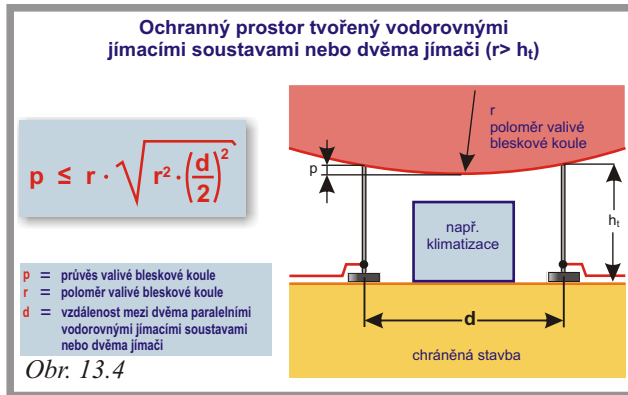 Ochranný prostor tvořený vodorovnými
jímacími soustavami nebo dvěma jímači (r> hₜ)
p ≤ r · √r² · (d/2)²
p = průvěs valivé bleskové koule
r = poloměr valivé bleskové koule
d = vzdálenost mezi dvěma paralelními
vodorovnými jímacími soustavami
nebo dvěma jímači
Obr. 13.4
r
poloměr valivé
bleskové koule
p
hₜ
např.
klimatizace
d
chráněná stavba